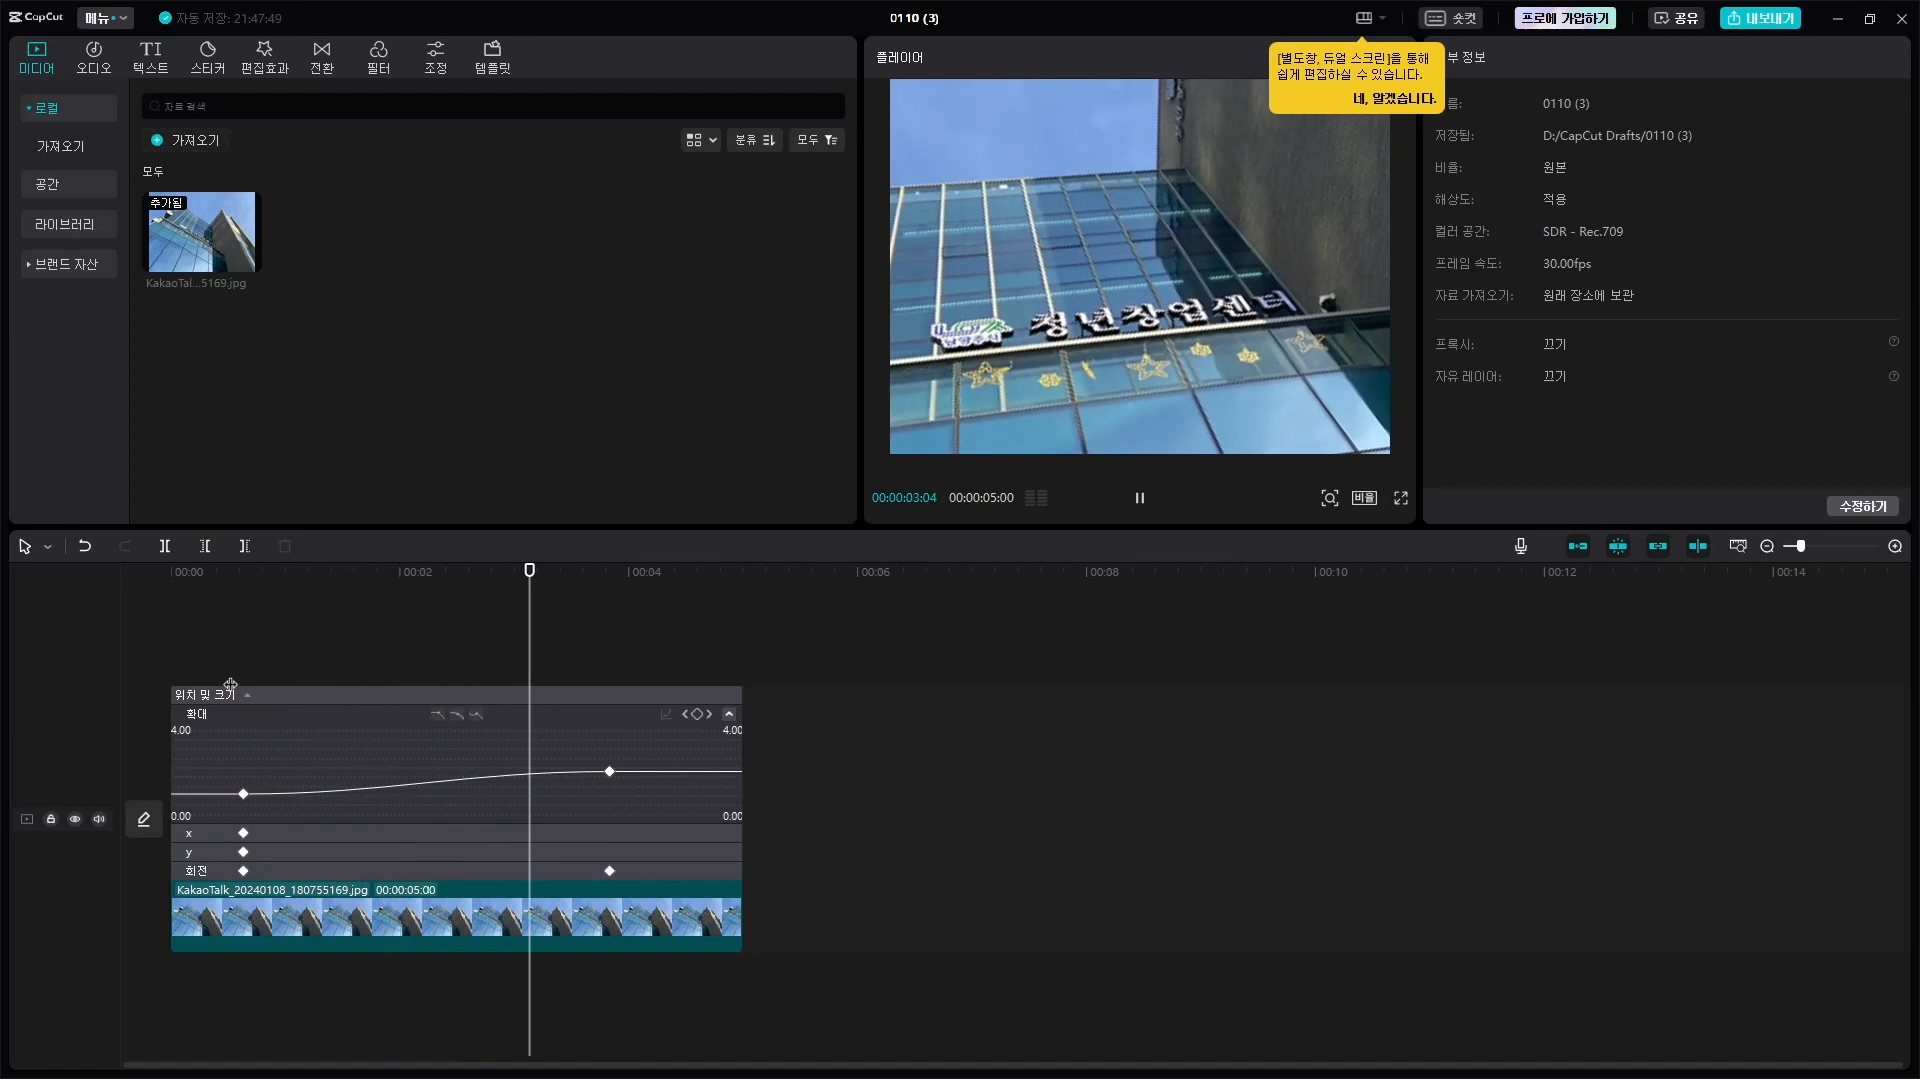 CapCut
메뉴
자동 저장: 21:47:49
0110 (3)
숏컷
프로에 가입하기
공유
내보내기
미디어
오디오
텍스트
스티커
편집효과
전환
필터
조정
템플릿
로컬
가져오기
공간
라이브러리
브랜드 자산
자료 검색
가져오기
분류
모두
모두
추가됨
KakaoTal...5169.jpg
플레이어
청년창업센터
00:00:03:04
00:00:05:00
비율
[별도창, 듀얼 스크린]을 통해
쉽게 편집하실 수 있습니다.
네, 알겠습니다.
부 정보
름:
0110 (3)
저장됨:
D:/CapCut Drafts/0110 (3)
비율:
원본
해상도:
적용
컬러 공간:
SDR - Rec.709
프레임 속도:
30.00fps
자료 가져오기:
원래 장소에 보관
프록시:
끄기
자유 레이어:
끄기
수정하기
00:00
00:02
00:04
00:06
00:08
00:10
00:12
00:14
위치 및 크기
확대
4.00
4.00
0.00
0.00
x
y
회전
KakaoTalk_20240108_180755169.jpg
00:00:05:00